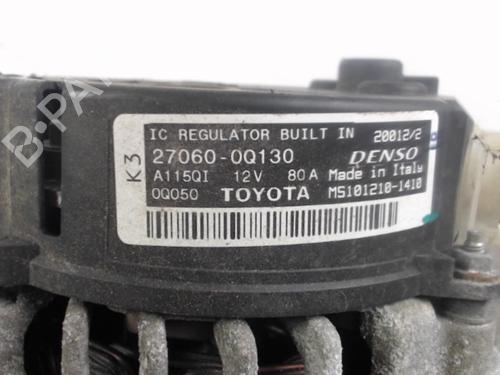 B-PARTS
IC REGULATOR BUILT IN 20012/2
K3
27060-0Q130 DENSO
A115QI 12V 80A Made in Italy
0Q050 TOYOTA MS101210-1410